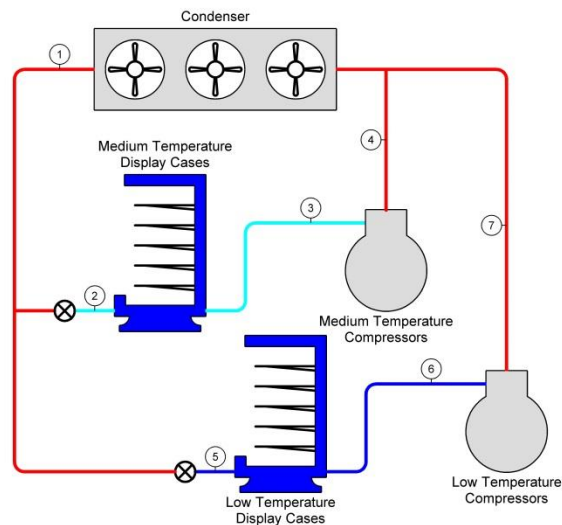 Condenser
1
4
Medium Temperature
Display Cases
3
7
2
Medium Temperature
Compressors
6
5
Low Temperature
Display Cases
Low Temperature
Compressors